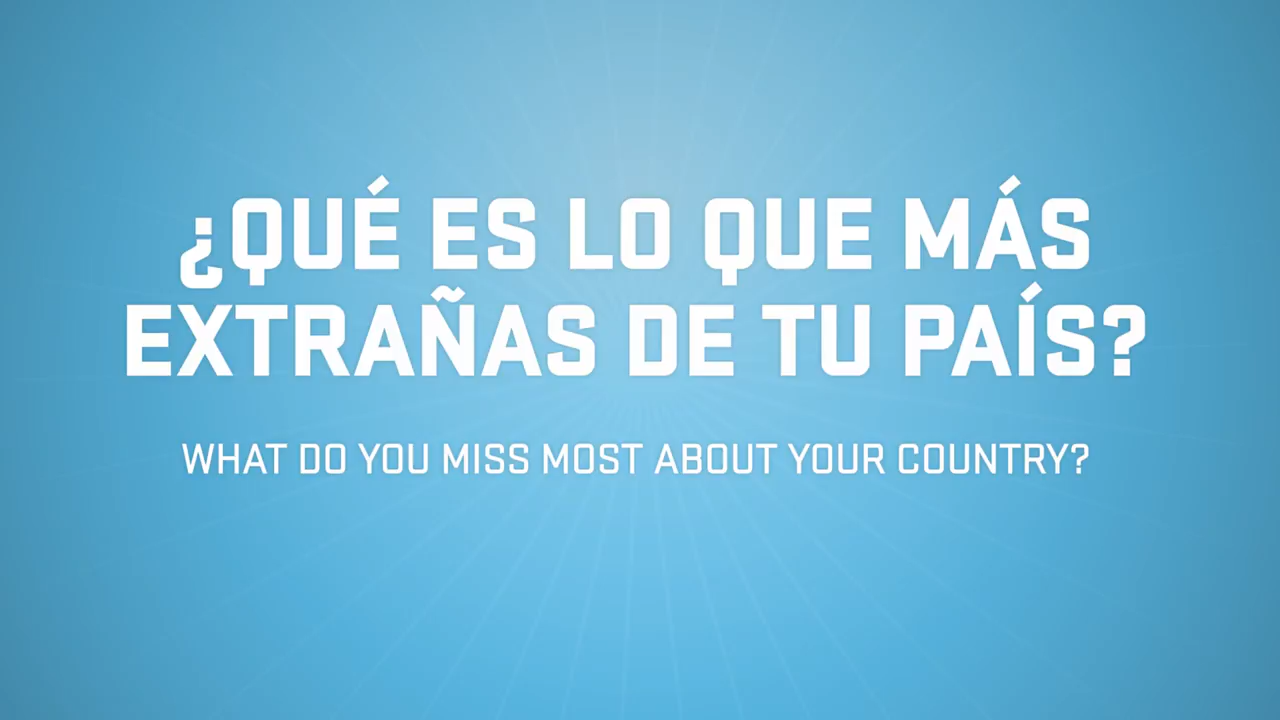 ¿QUÉ ES LO QUE MÁS
EXTRAÑAS DE TU PAÍS?
WHAT DO YOU MISS MOST ABOUT YOUR COUNTRY?